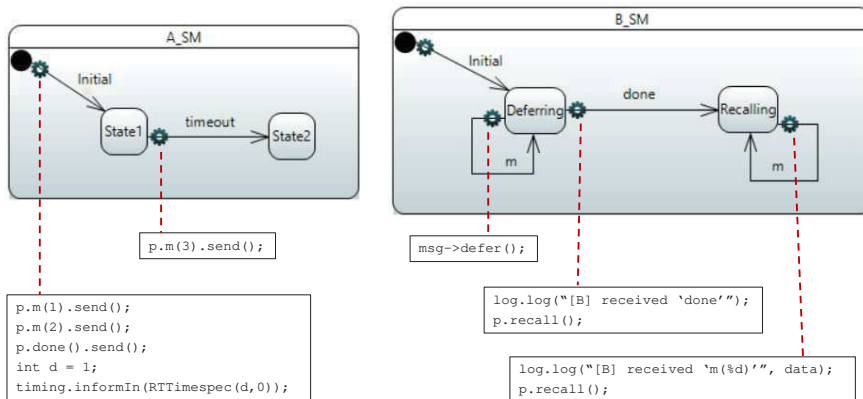 A_SM
Initial
State1
timeout
State2
p.m(3).send();
p.m(1).send();
p.m(2).send();
p.done().send();
int d = 1;
timing.informIn(RTTimespec(d,0));
B_SM
Initial
Deferring
done
Recalling
m
m
msg->defer();
log.log(“[B] received ‘done’”);
p.recall();
log.log(“[B] received ‘m(%d)’”, data);
p.recall();